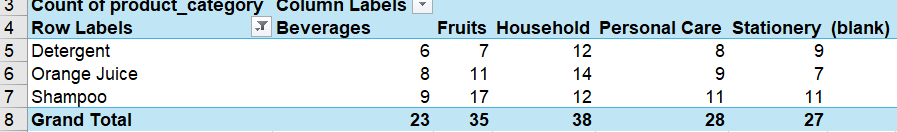 3 Count of product_category Column Labels
4 Row Labels Beverages Fruits Household Personal Care Stationery (blank)
5 Detergent 6 7 12 8 9
6 Orange Juice 8 11 14 9 7
7 Shampoo 9 17 12 11 11
8 Grand Total 23 35 38 28 27